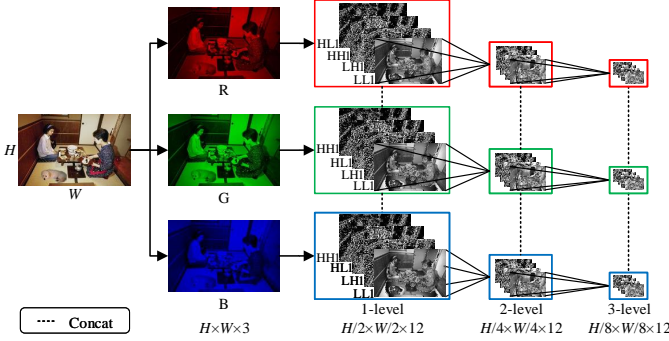 R
HL1
HH1
LH1
LL1
H
W
G
HH1
HL1
LH1
LL1
B
HH1
HL1
LH1
LL1
1-level
2-level
3-level
Concat
H×W×3
H/2×W/2×12
H/4×W/4×12
H/8×W/8×12